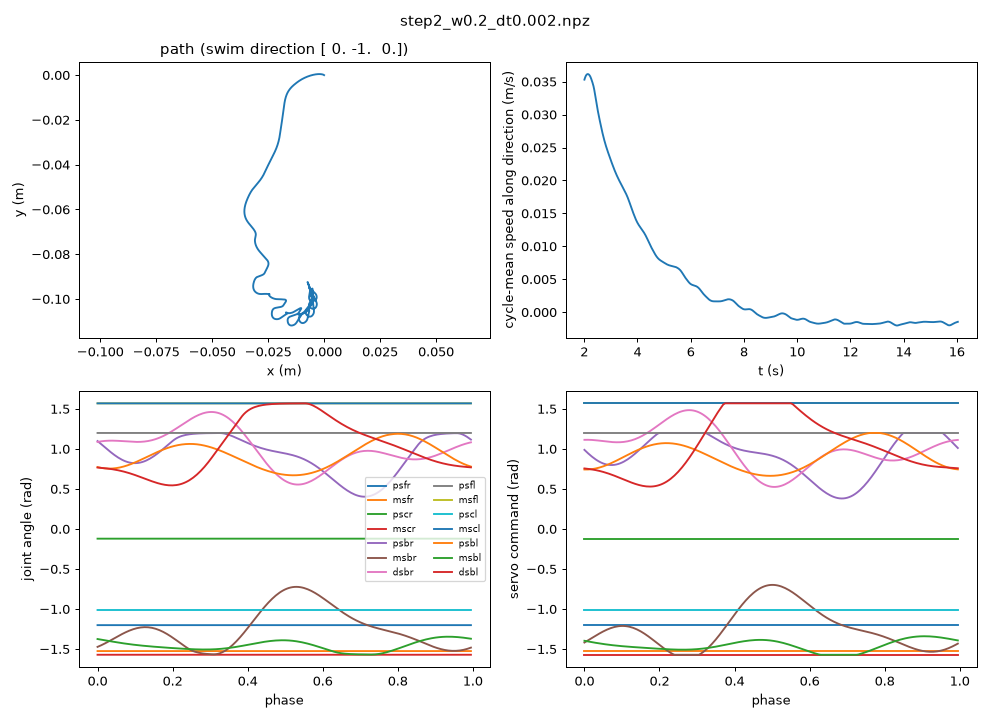 step2_w0.2_dt0.002.npz
path (swim direction [ 0. -1.  0.])
0.00
−0.02
−0.04
−0.06
−0.08
−0.10
y (m)
−0.100 −0.075 −0.050 −0.025 0.000 0.025 0.050
x (m)
cycle-mean speed along direction (m/s)
0.035
0.030
0.025
0.020
0.015
0.010
0.005
0.000
2 4 6 8 10 12 14 16
t (s)
joint angle (rad)
1.5
1.0
0.5
0.0
−0.5
−1.0
−1.5
psfr psfl
msfr msfl
pscr pscl
mscr mscl
psbr psbl
msbr msbl
dsbr dsbl
0.0 0.2 0.4 0.6 0.8 1.0
phase
servo command (rad)
1.5
1.0
0.5
0.0
−0.5
−1.0
−1.5
0.0 0.2 0.4 0.6 0.8 1.0
phase